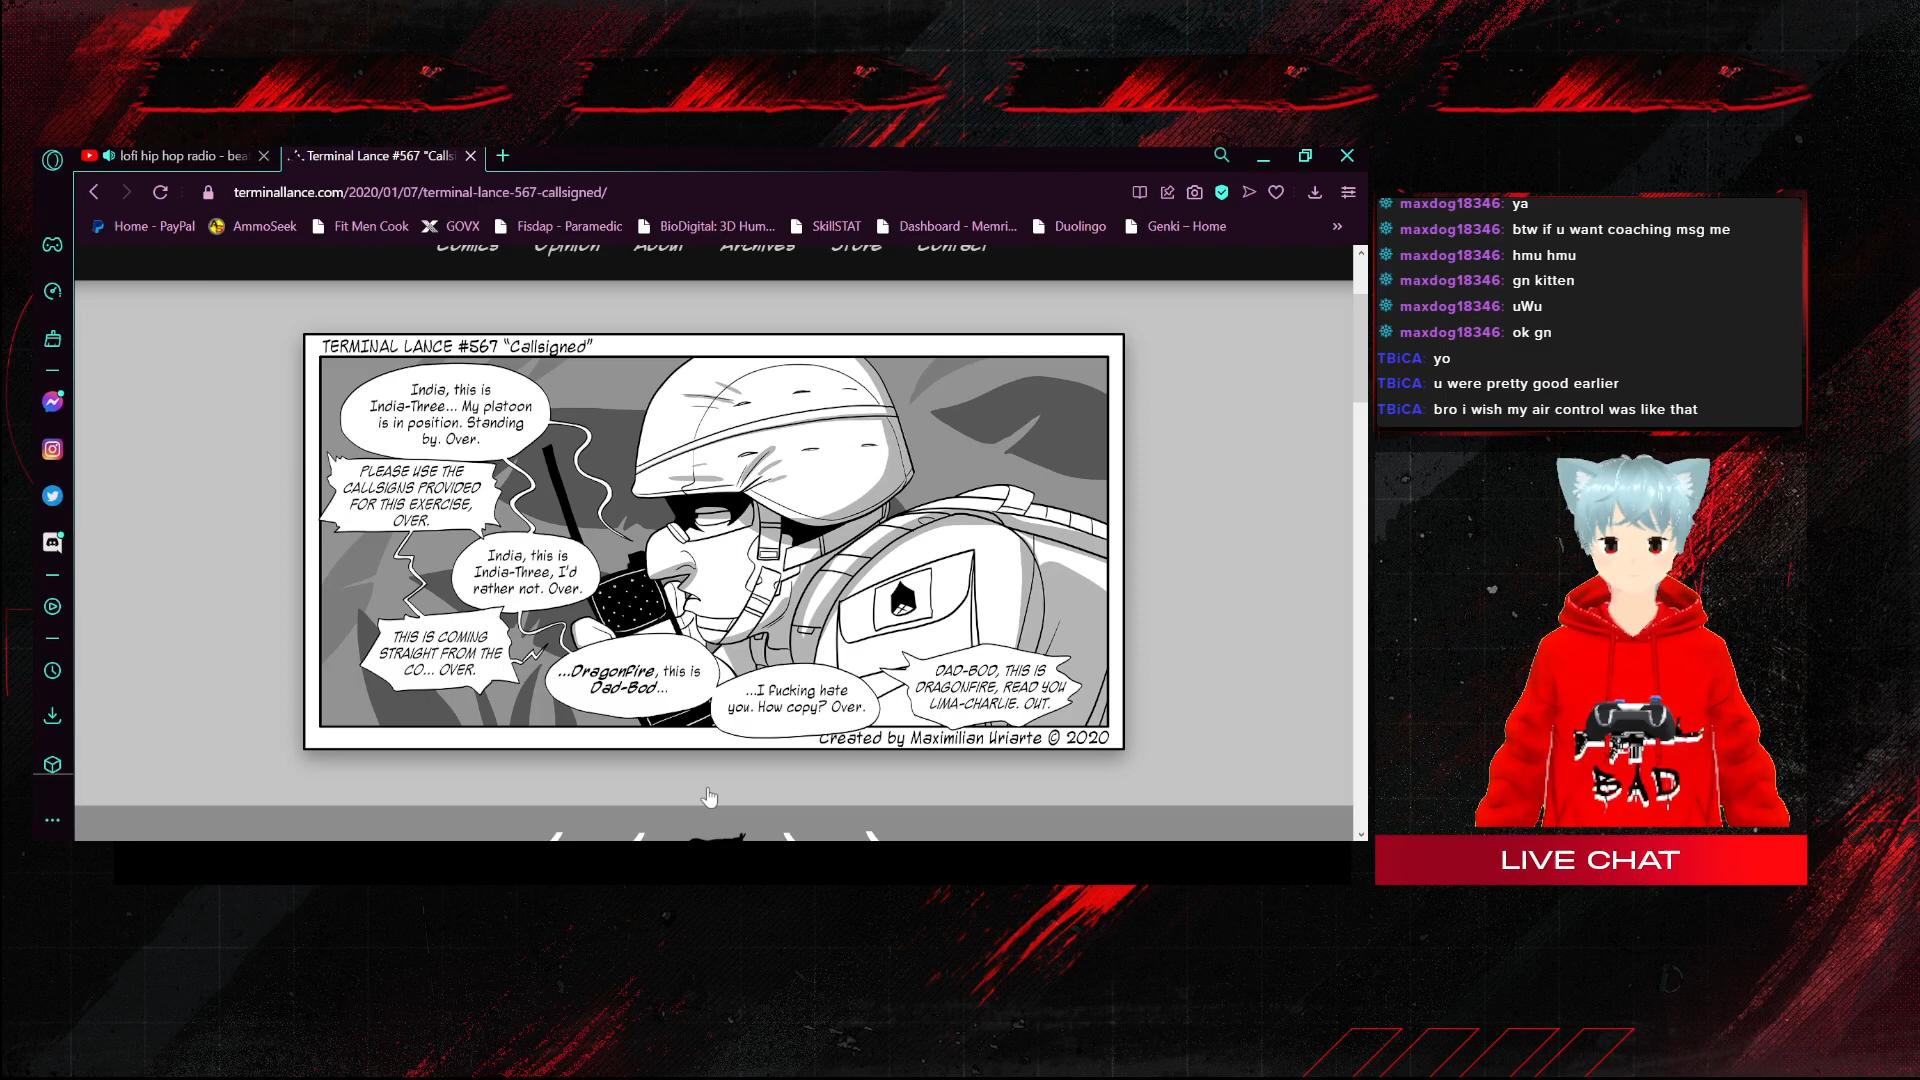 lofi hip hop radio - bea
Terminal Lance #567 "Calls
terminallance.com/2020/01/07/terminal-lance-567-callsigned/
Home - PayPal
AmmoSeek
Fit Men Cook
GOVX
Fisdap - Paramedic
BioDigital: 3D Hum...
SkillSTAT
Dashboard - Memri...
Duolingo
Genki – Home
Comics Opinion About Archives Store Contact
TERMINAL LANCE #567 "Callsigned"
India, this is
India-Three... My platoon
is in position. Standing
by. Over.
PLEASE USE THE
CALLSIGNS PROVIDED
FOR THIS EXERCISE,
OVER.
India, this is
India-Three, I'd
rather not. Over.
THIS IS COMING
STRAIGHT FROM THE
CO... OVER.
...Dragonfire, this is
Dad-Bod...
...I fucking hate
you. How copy? Over.
DAD-BOD, THIS IS
DRAGONFIRE, READ YOU
LIMA-CHARLIE. OUT.
Created by Maximilian Uriarte © 2020
maxdog18346: ya
maxdog18346: btw if u want coaching msg me
maxdog18346: hmu hmu
maxdog18346: gn kitten
maxdog18346: uWu
maxdog18346: ok gn
TBiCA: yo
TBiCA: u were pretty good earlier
TBiCA: bro i wish my air control was like that
BAD
LIVE CHAT